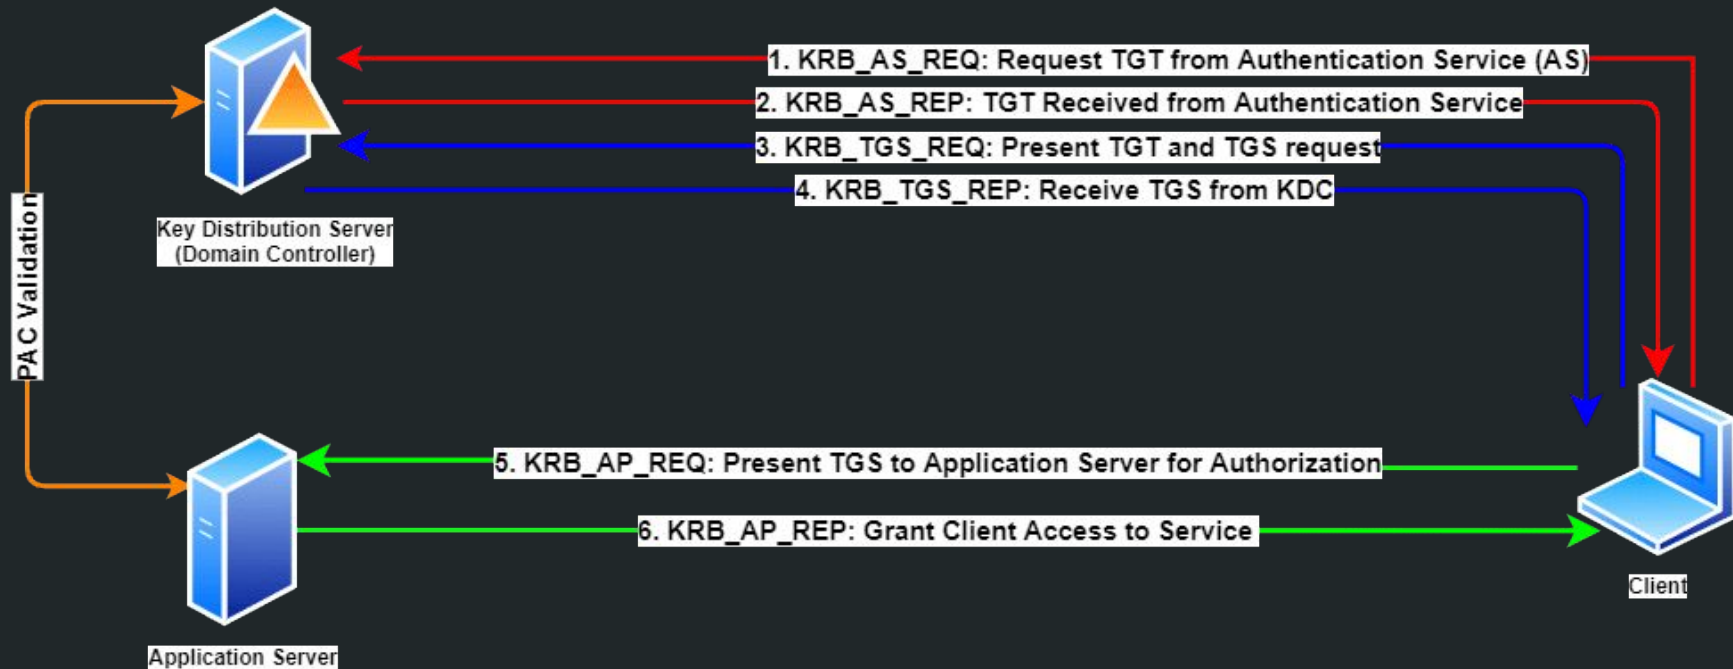 1. KRB_AS_REQ: Request TGT from Authentication Service (AS)
2. KRB_AS_REP: TGT Received from Authentication Service
3. KRB_TGS_REQ: Present TGT and TGS request
4. KRB_TGS_REP: Receive TGS from KDC
Key Distribution Server
(Domain Controller)
PAC Validation
5. KRB_AP_REQ: Present TGS to Application Server for Authorization
6. KRB_AP_REP: Grant Client Access to Service
Client
Application Server